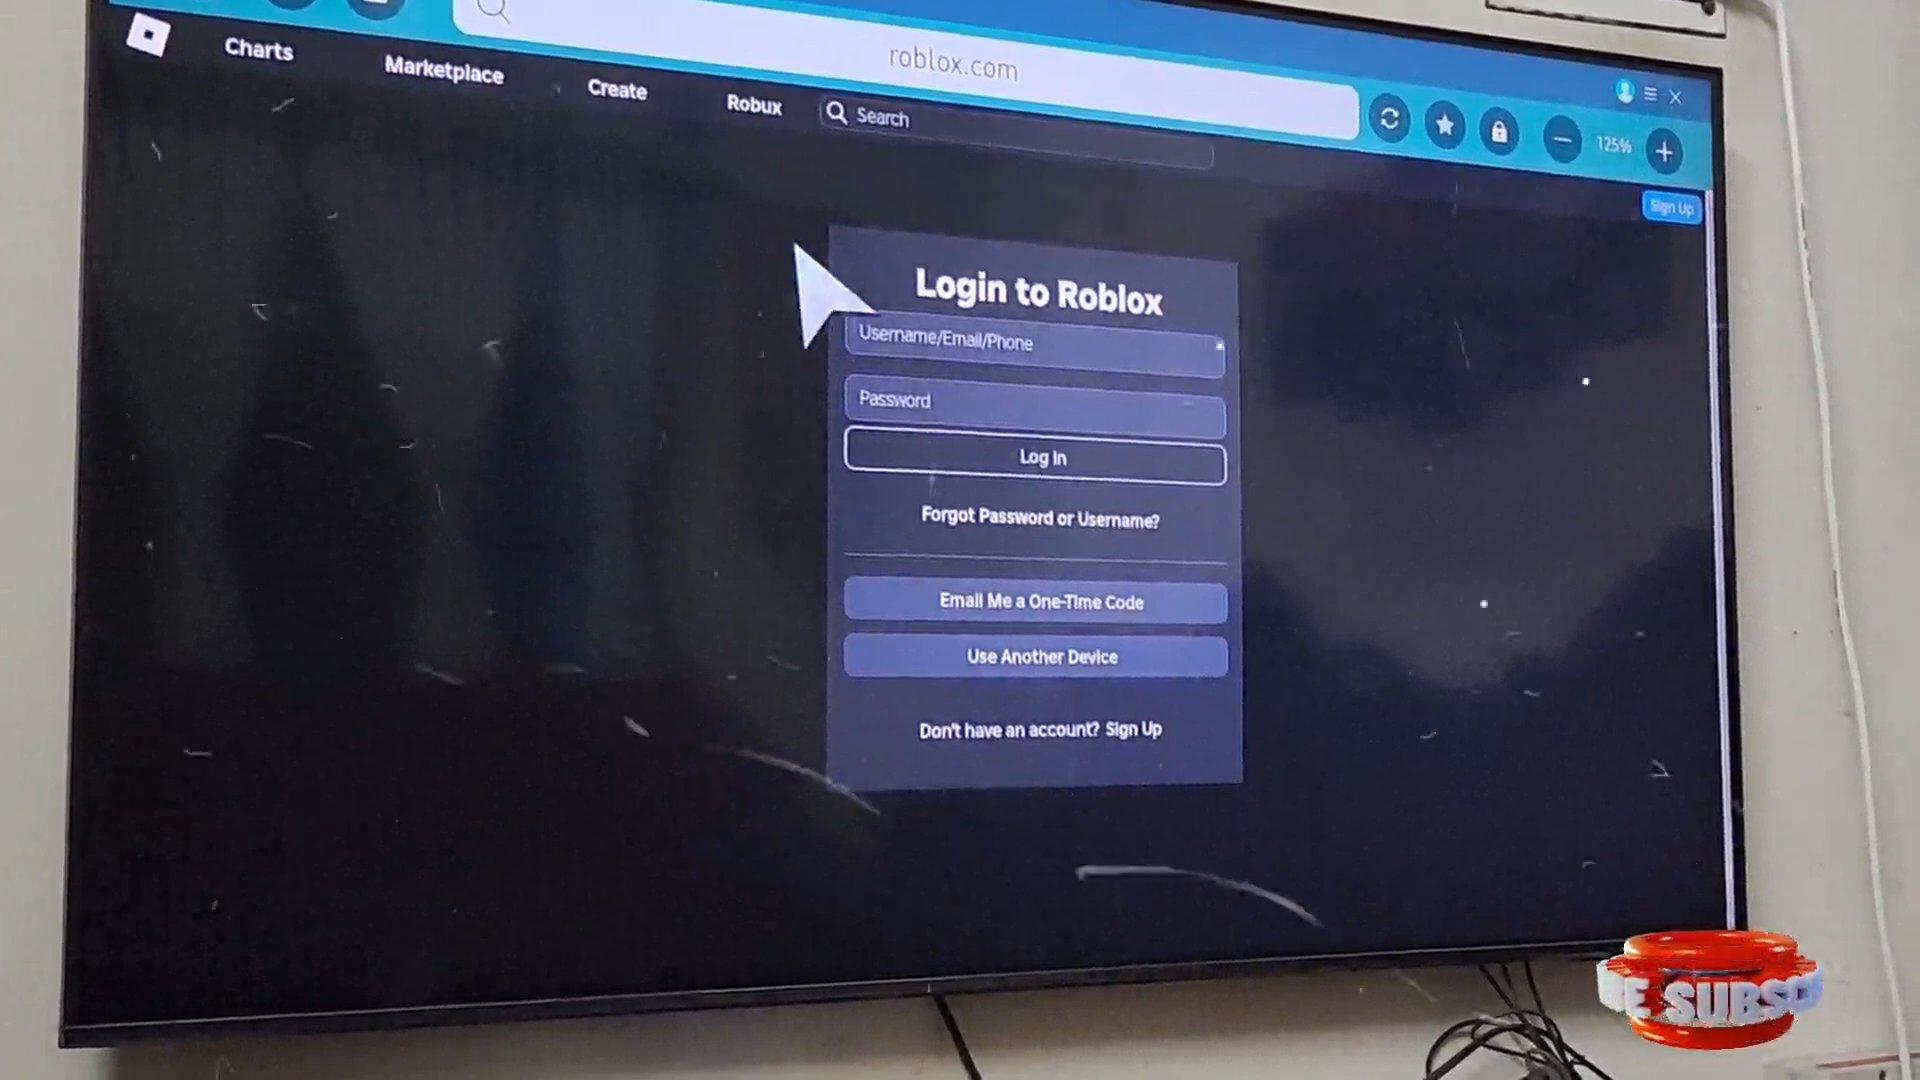 roblox.com
Charts
Marketplace
Create
Robux
Search
125%
Sign Up
Login to Roblox
Username/Email/Phone
Password
Log In
Forgot Password or Username?
Email Me a One-Time Code
Use Another Device
Don't have an account? Sign Up